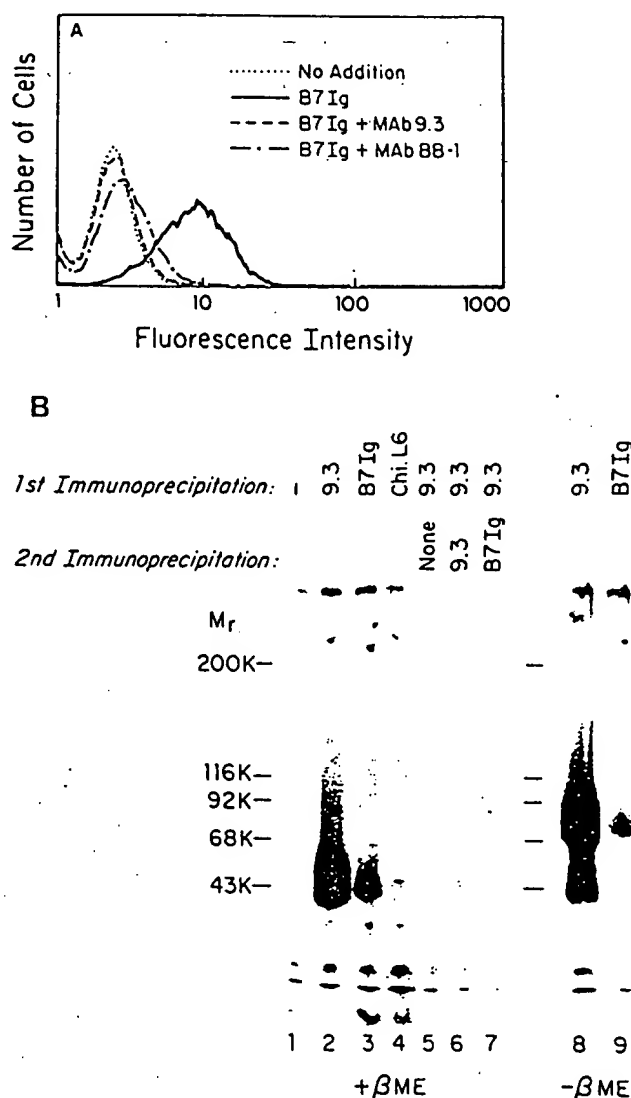 A
No Addition
B7Ig
B7Ig + MAb 9.3
B7Ig + MAb BB-1
Number of Cells
1 10 100 1000
Fluorescence Intensity
B
1st Immunoprecipitation: – 9.3 B7Ig Chi. L6 9.3 9.3 9.3 9.3 B7Ig
2nd Immunoprecipitation: None 9.3 B7Ig
Mr
200K–
116K–
92K–
68K–
43K–
1 2 3 4 5 6 7 8 9
+βME -βME